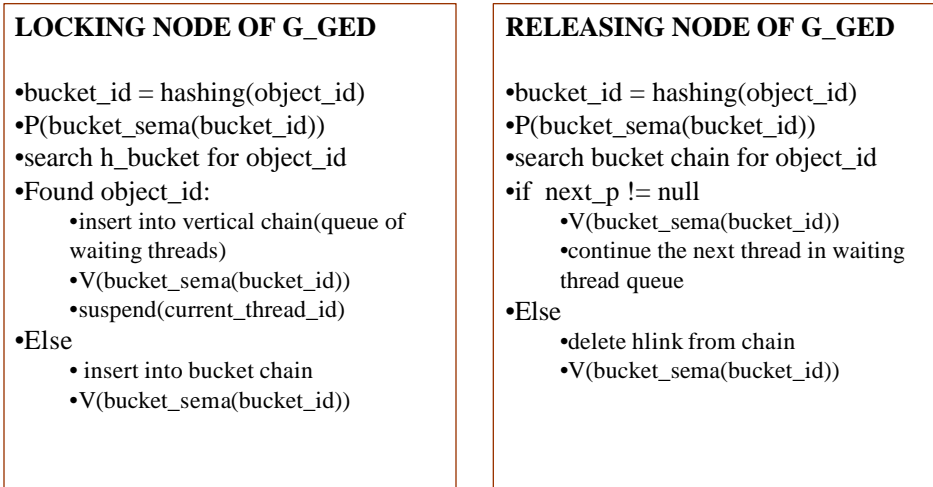 LOCKING NODE OF G_GED
•bucket_id = hashing(object_id)
•P(bucket_sema(bucket_id))
•search h_bucket for object_id
•Found object_id:
•insert into vertical chain(queue of
waiting threads)
•V(bucket_sema(bucket_id))
•suspend(current_thread_id)
•Else
• insert into bucket chain
•V(bucket_sema(bucket_id))
RELEASING NODE OF G_GED
•bucket_id = hashing(object_id)
•P(bucket_sema(bucket_id))
•search bucket chain for object_id
•if next_p != null
•V(bucket_sema(bucket_id))
•continue the next thread in waiting
thread queue
•Else
•delete hlink from chain
•V(bucket_sema(bucket_id))